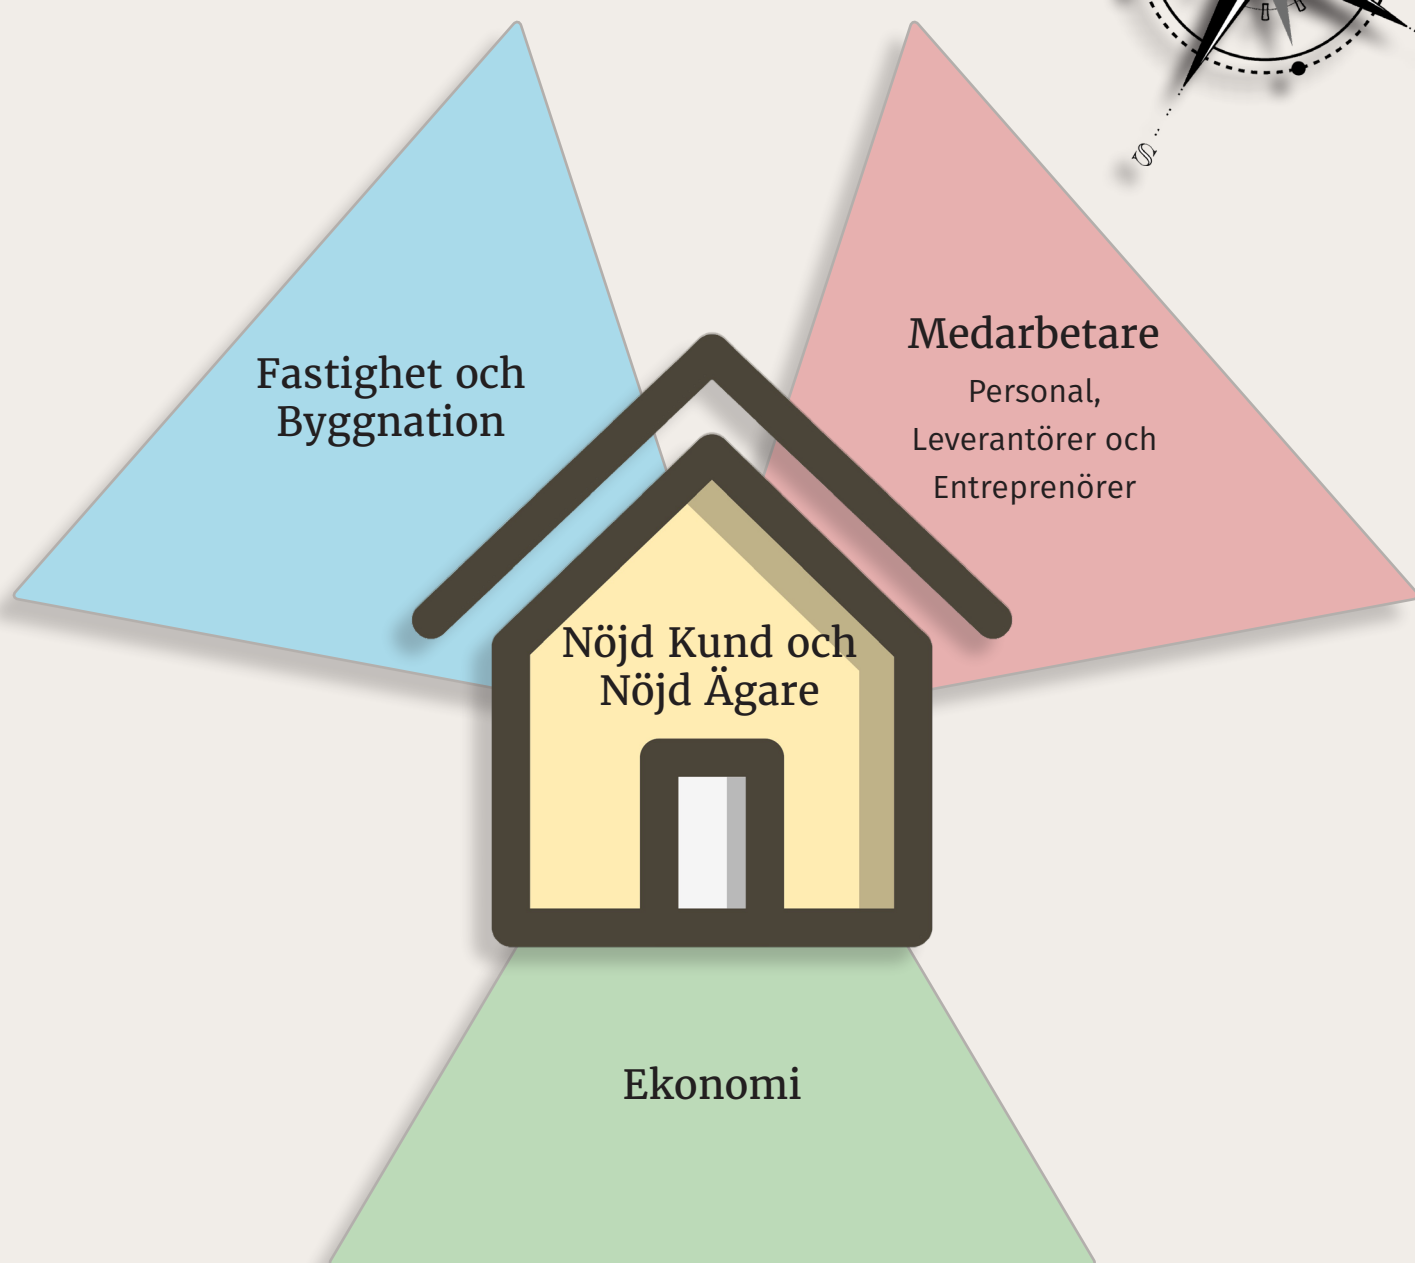 S
Medarbetare
Personal,
Leverantörer och
Entreprenörer
Fastighet och
Byggnation
Nöjd Kund och
Nöjd Ägare
Ekonomi